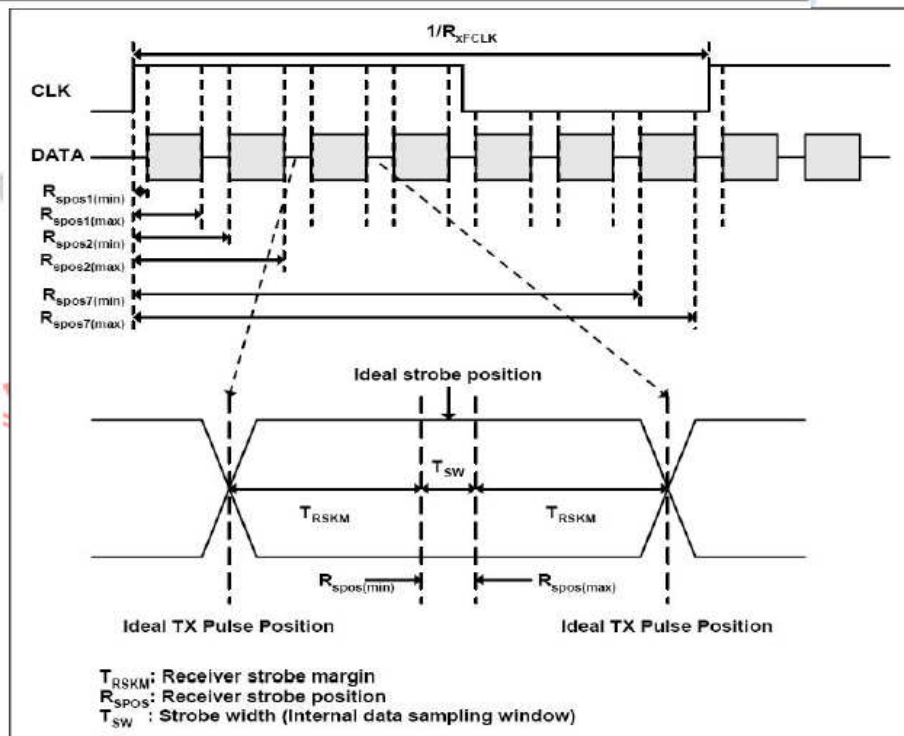 1/RxFCLK
CLK
DATA
Rspos1(min)
Rspos1(max)
Rspos2(min)
Rspos2(max)
Rspos7(min)
Rspos7(max)
Ideal strobe position
TSW
TRSKM
TRSKM
Rspos(min)
Rspos(max)
Ideal TX Pulse Position
Ideal TX Pulse Position
TRSKM: Receiver strobe margin
RSPOS: Receiver strobe position
TSW : Strobe width (Internal data sampling window)